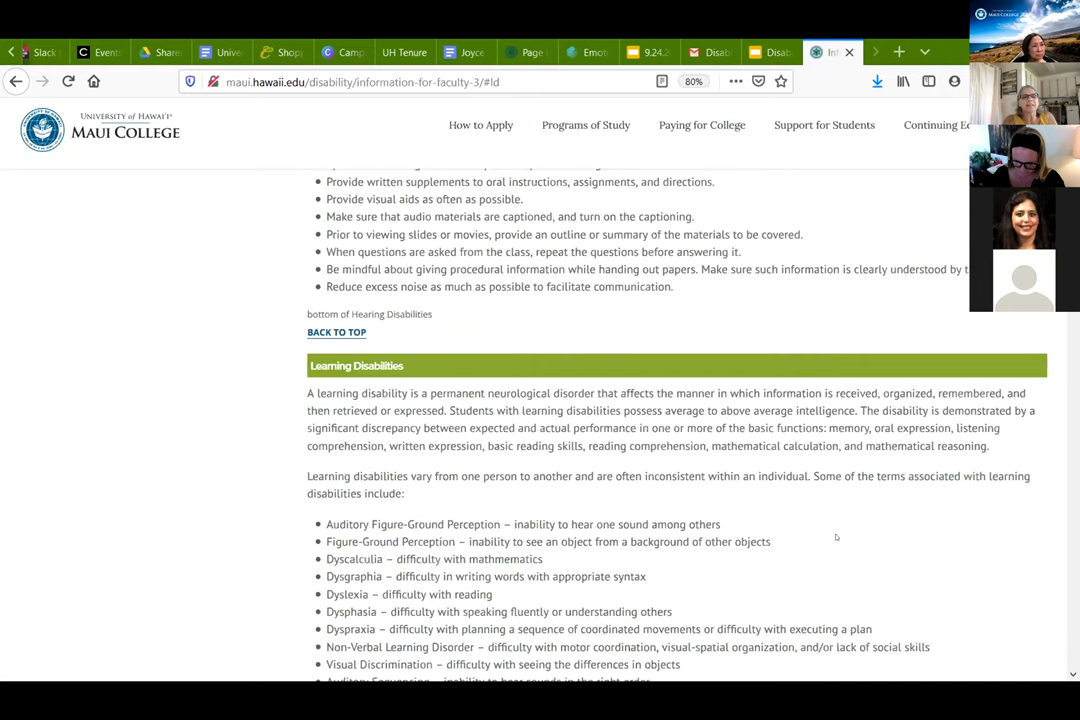 Slack
Events
Share
Univer
Shopp
Camp
UH Tenure
Joyce
Page
Emoti
9.24.2
Disab
Disab
Inf
maui.hawaii.edu/disability/information-for-faculty-3/#ld
80%
UNIVERSITY of HAWAI'I
MAUI COLLEGE
How to Apply
Programs of Study
Paying for College
Support for Students
Continuing Ed
Provide written supplements to oral instructions, assignments, and directions.
Provide visual aids as often as possible.
Make sure that audio materials are captioned, and turn on the captioning.
Prior to viewing slides or movies, provide an outline or summary of the materials to be covered.
When questions are asked from the class, repeat the questions before answering it.
Be mindful about giving procedural information while handing out papers. Make sure such information is clearly understood by t
Reduce excess noise as much as possible to facilitate communication.
bottom of Hearing Disabilities
BACK TO TOP
Learning Disabilities
A learning disability is a permanent neurological disorder that affects the manner in which information is received, organized, remembered, and
then retrieved or expressed. Students with learning disabilities possess average to above average intelligence. The disability is demonstrated by a
significant discrepancy between expected and actual performance in one or more of the basic functions: memory, oral expression, listening
comprehension, written expression, basic reading skills, reading comprehension, mathematical calculation, and mathematical reasoning.
Learning disabilities vary from one person to another and are often inconsistent within an individual. Some of the terms associated with learning
disabilities include:
Auditory Figure-Ground Perception – inability to hear one sound among others
Figure-Ground Perception – inability to see an object from a background of other objects
Dyscalculia – difficulty with mathmematics
Dysgraphia – difficulty in writing words with appropriate syntax
Dyslexia – difficulty with reading
Dysphasia – difficulty with speaking fluently or understanding others
Dyspraxia – difficulty with planning a sequence of coordinated movements or difficulty with executing a plan
Non-Verbal Learning Disorder – difficulty with motor coordination, visual-spatial organization, and/or lack of social skills
Visual Discrimination – difficulty with seeing the differences in objects
Auditory Sequencing – inability to hear sounds in the right order